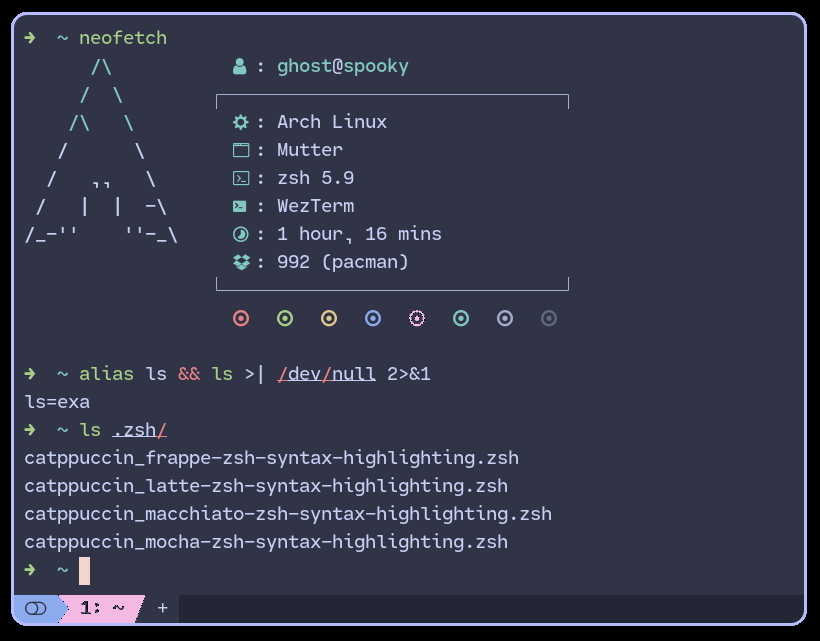 ➜ ~ neofetch
/\ : ghost@spooky
/ \
/\ \ : Arch Linux
/ \ : Mutter
/ ,, \ : zsh 5.9
/ | | -\ : WezTerm
/_-'' ''-_\ : 1 hour, 16 mins
: 992 (pacman)
➜ ~ alias ls && ls >| /dev/null 2>&1
ls=exa
➜ ~ ls .zsh/
catppuccin_frappe-zsh-syntax-highlighting.zsh
catppuccin_latte-zsh-syntax-highlighting.zsh
catppuccin_macchiato-zsh-syntax-highlighting.zsh
catppuccin_mocha-zsh-syntax-highlighting.zsh
➜ ~
1: ~ +